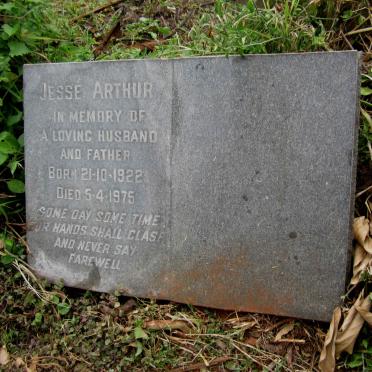 JESSE ARTHUR
IN MEMORY OF
A LOVING HUSBAND
AND FATHER
BORN 21-10-1922
DIED 5-4-1975
SOME DAY SOME TIME
OUR HANDS SHALL CLASP
AND NEVER SAY
FAREWELL